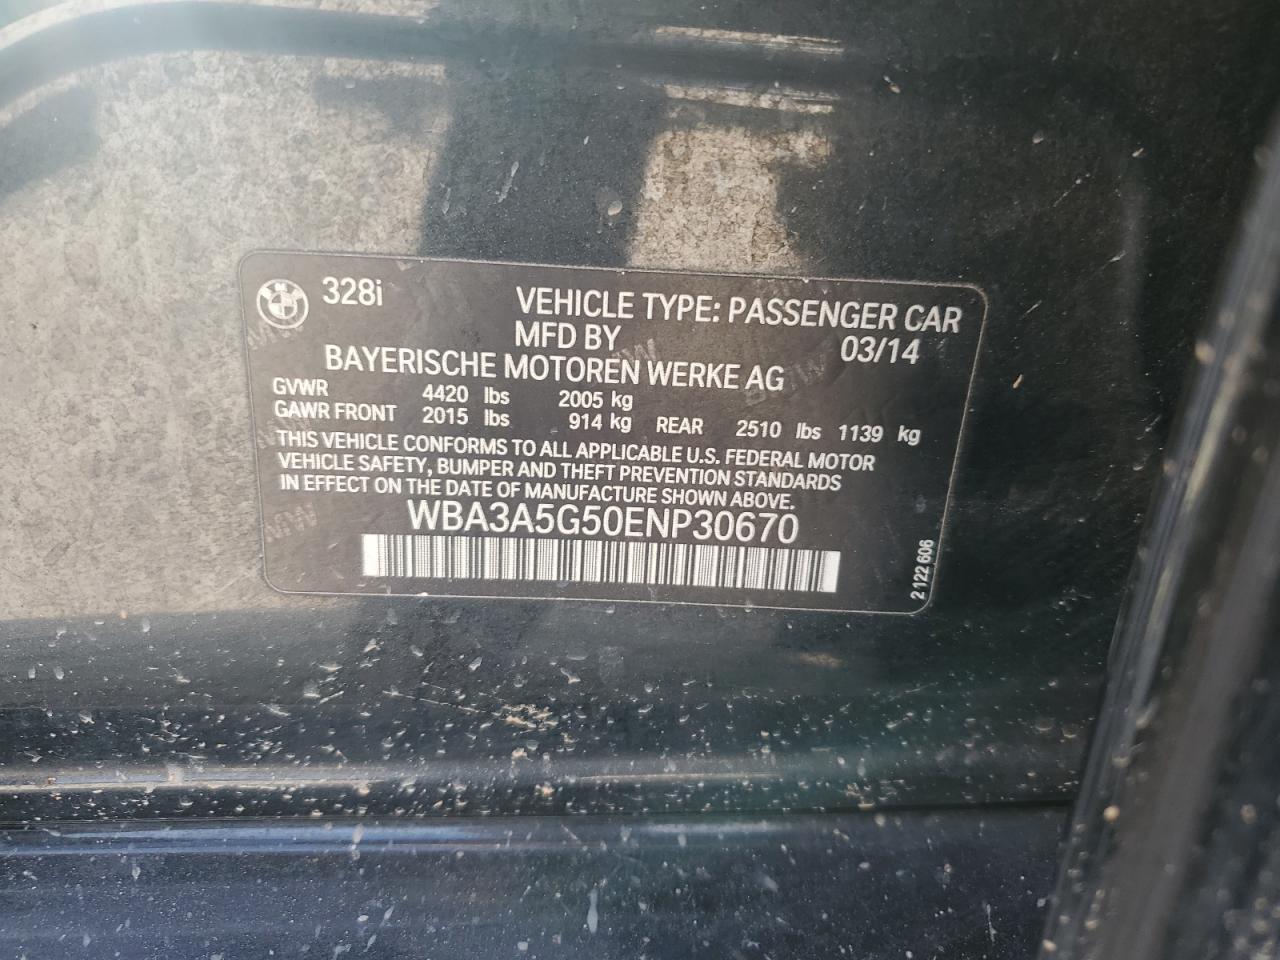 328i VEHICLE TYPE: PASSENGER CAR
MFD BY 03/14
BAYERISCHE MOTOREN WERKE AG
GVWR 4420 lbs 2005 kg
GAWR FRONT 2015 lbs 914 kg REAR 2510 lbs 1139 kg
THIS VEHICLE CONFORMS TO ALL APPLICABLE U.S. FEDERAL MOTOR
VEHICLE SAFETY, BUMPER AND THEFT PREVENTION STANDARDS
IN EFFECT ON THE DATE OF MANUFACTURE SHOWN ABOVE.
WBA3A5G50ENP30670
2 122 606